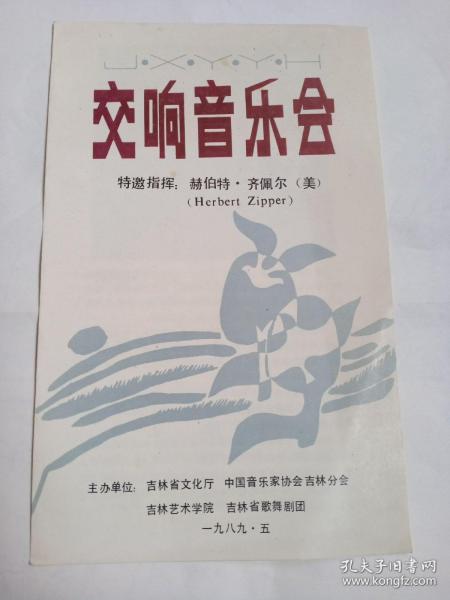 J·X·Y·Y·H
交响音乐会
特邀指挥：赫伯特·齐佩尔（美）
(Herbert Zipper)
主办单位：吉林省文化厅 中国音乐家协会吉林分会
吉林艺术学院 吉林省歌舞剧团
一九八九·五
孔夫子旧书网
www.kongfz.com